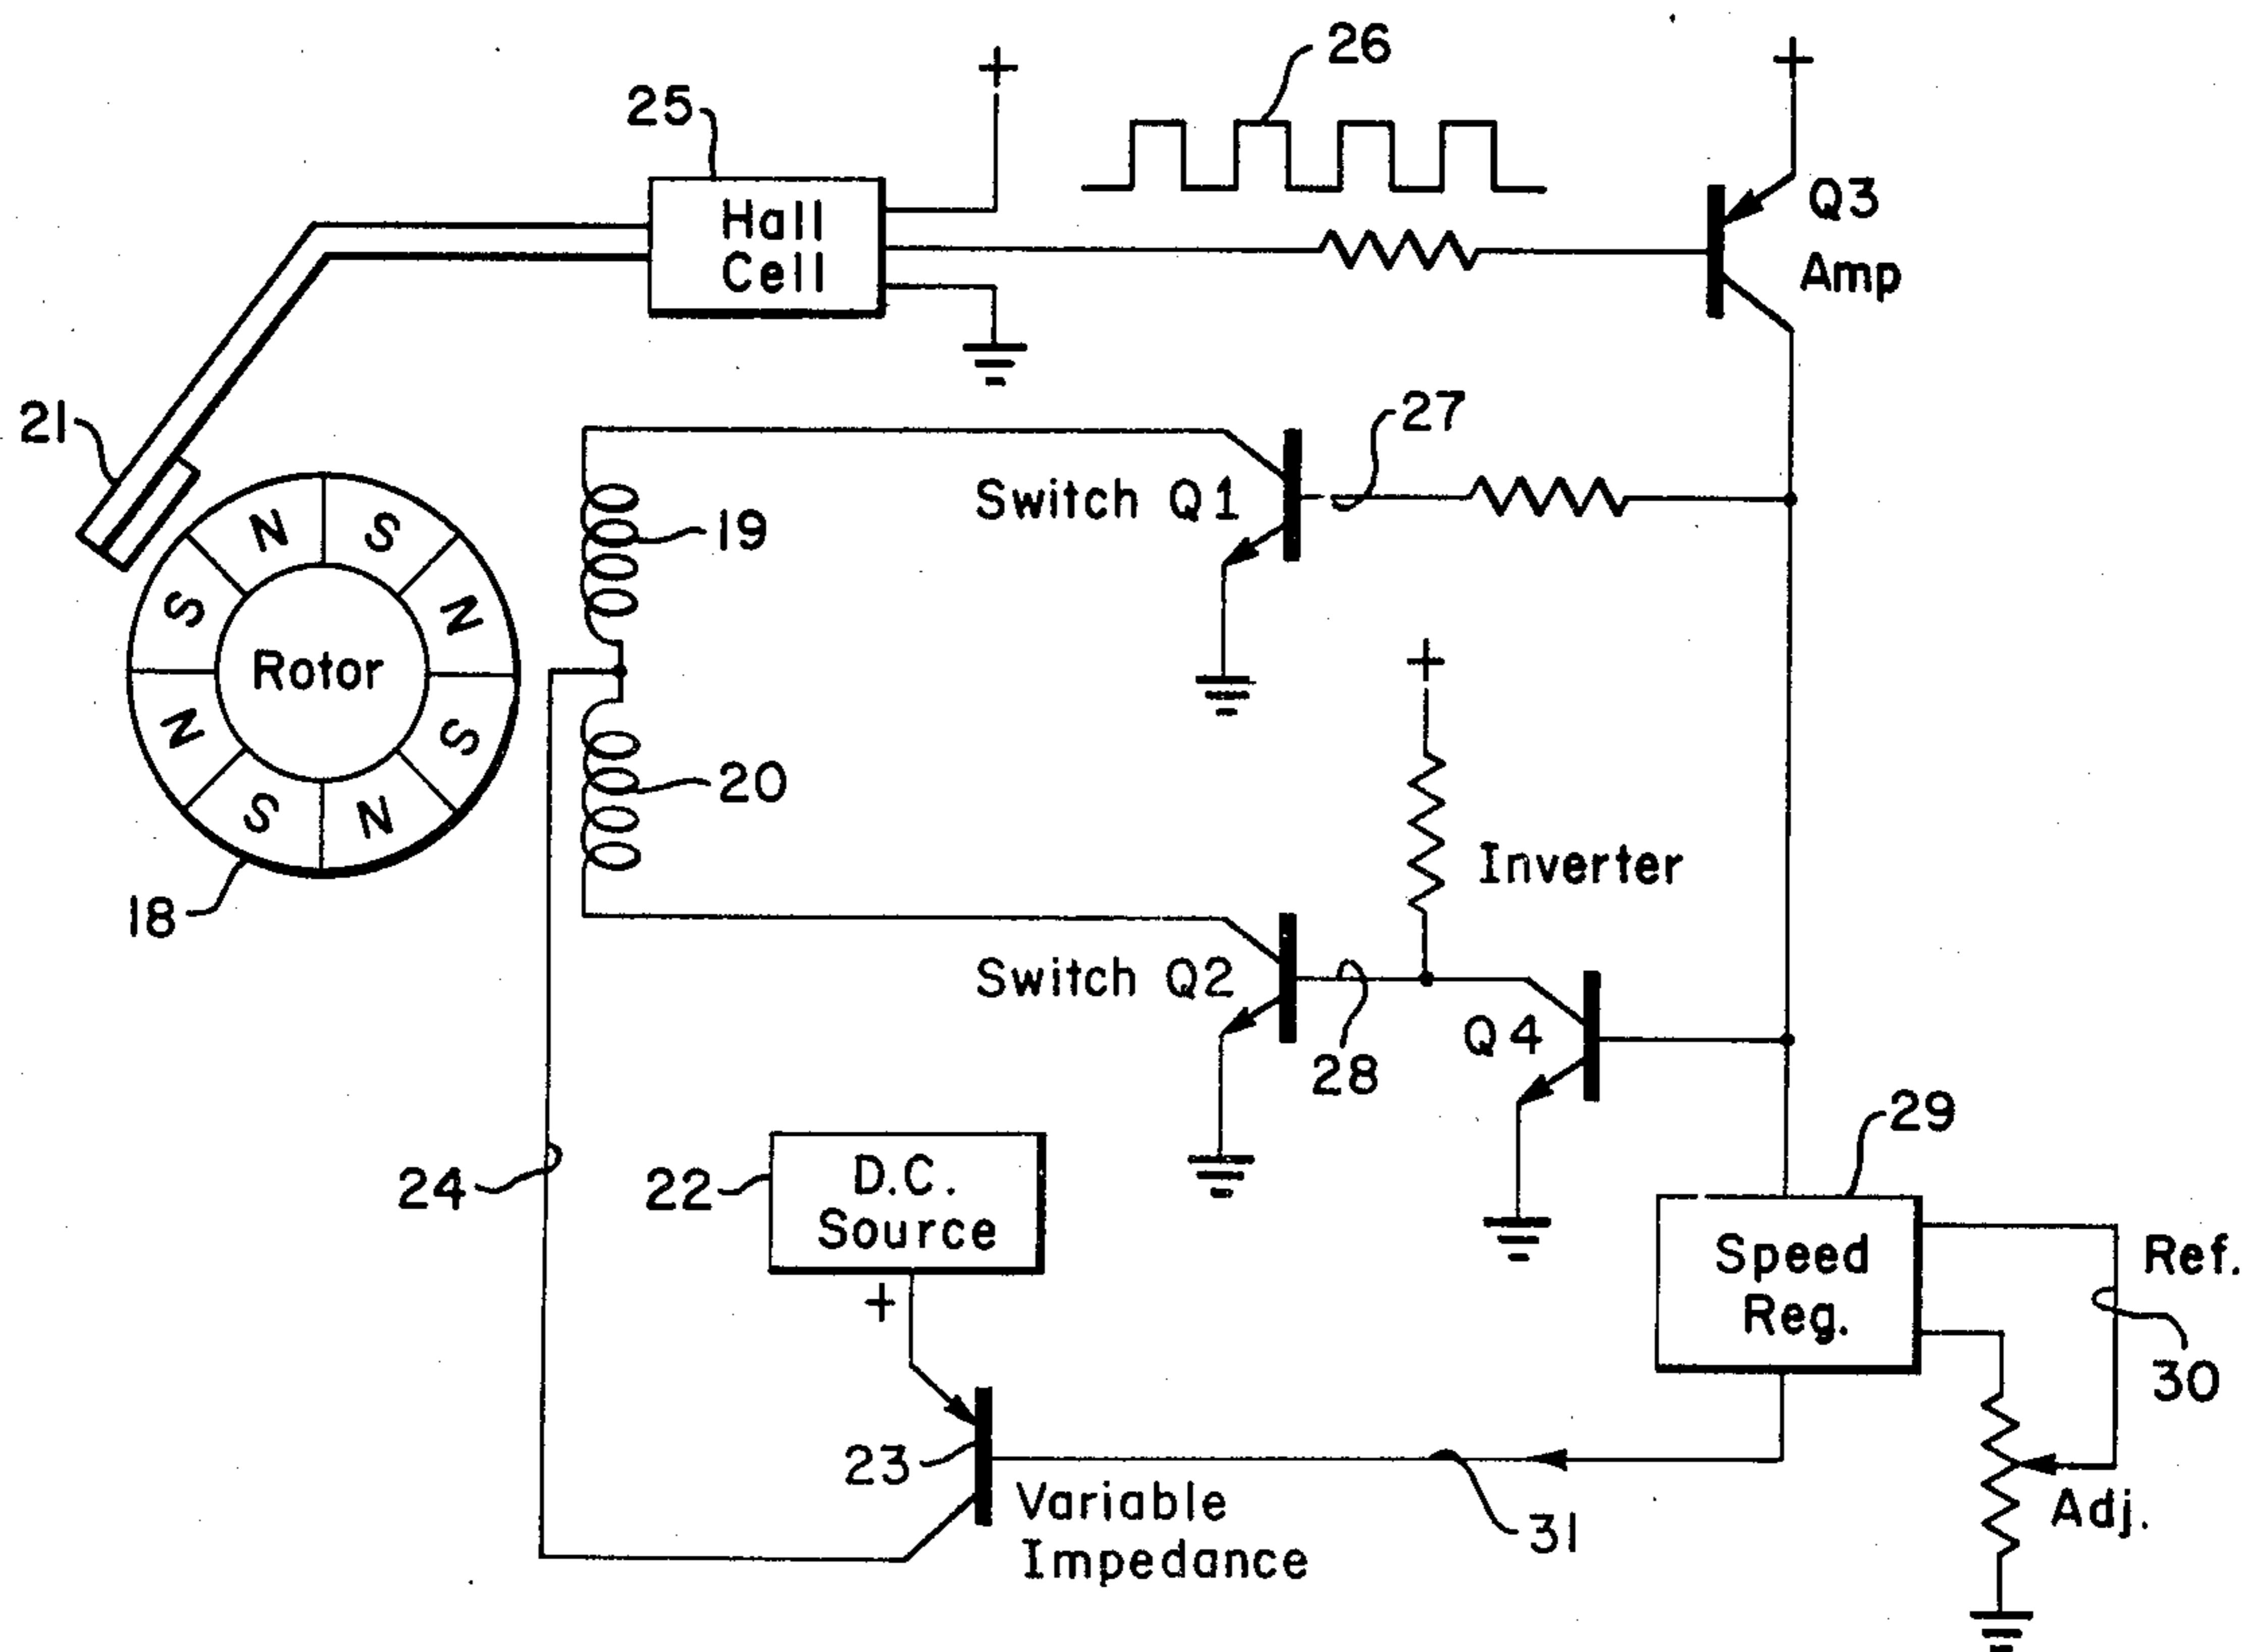 26
+
+
25
Hall
Cell
Q3
Amp
21
27
Switch Q1
19
N
S
S
N
Rotor
N
S
S
N
18
+
20
Inverter
Switch Q2
28
Q4
24
22
D.C.
Source
+
29
Speed
Reg.
Ref.
30
23
Variable
Impedance
31
Adj.